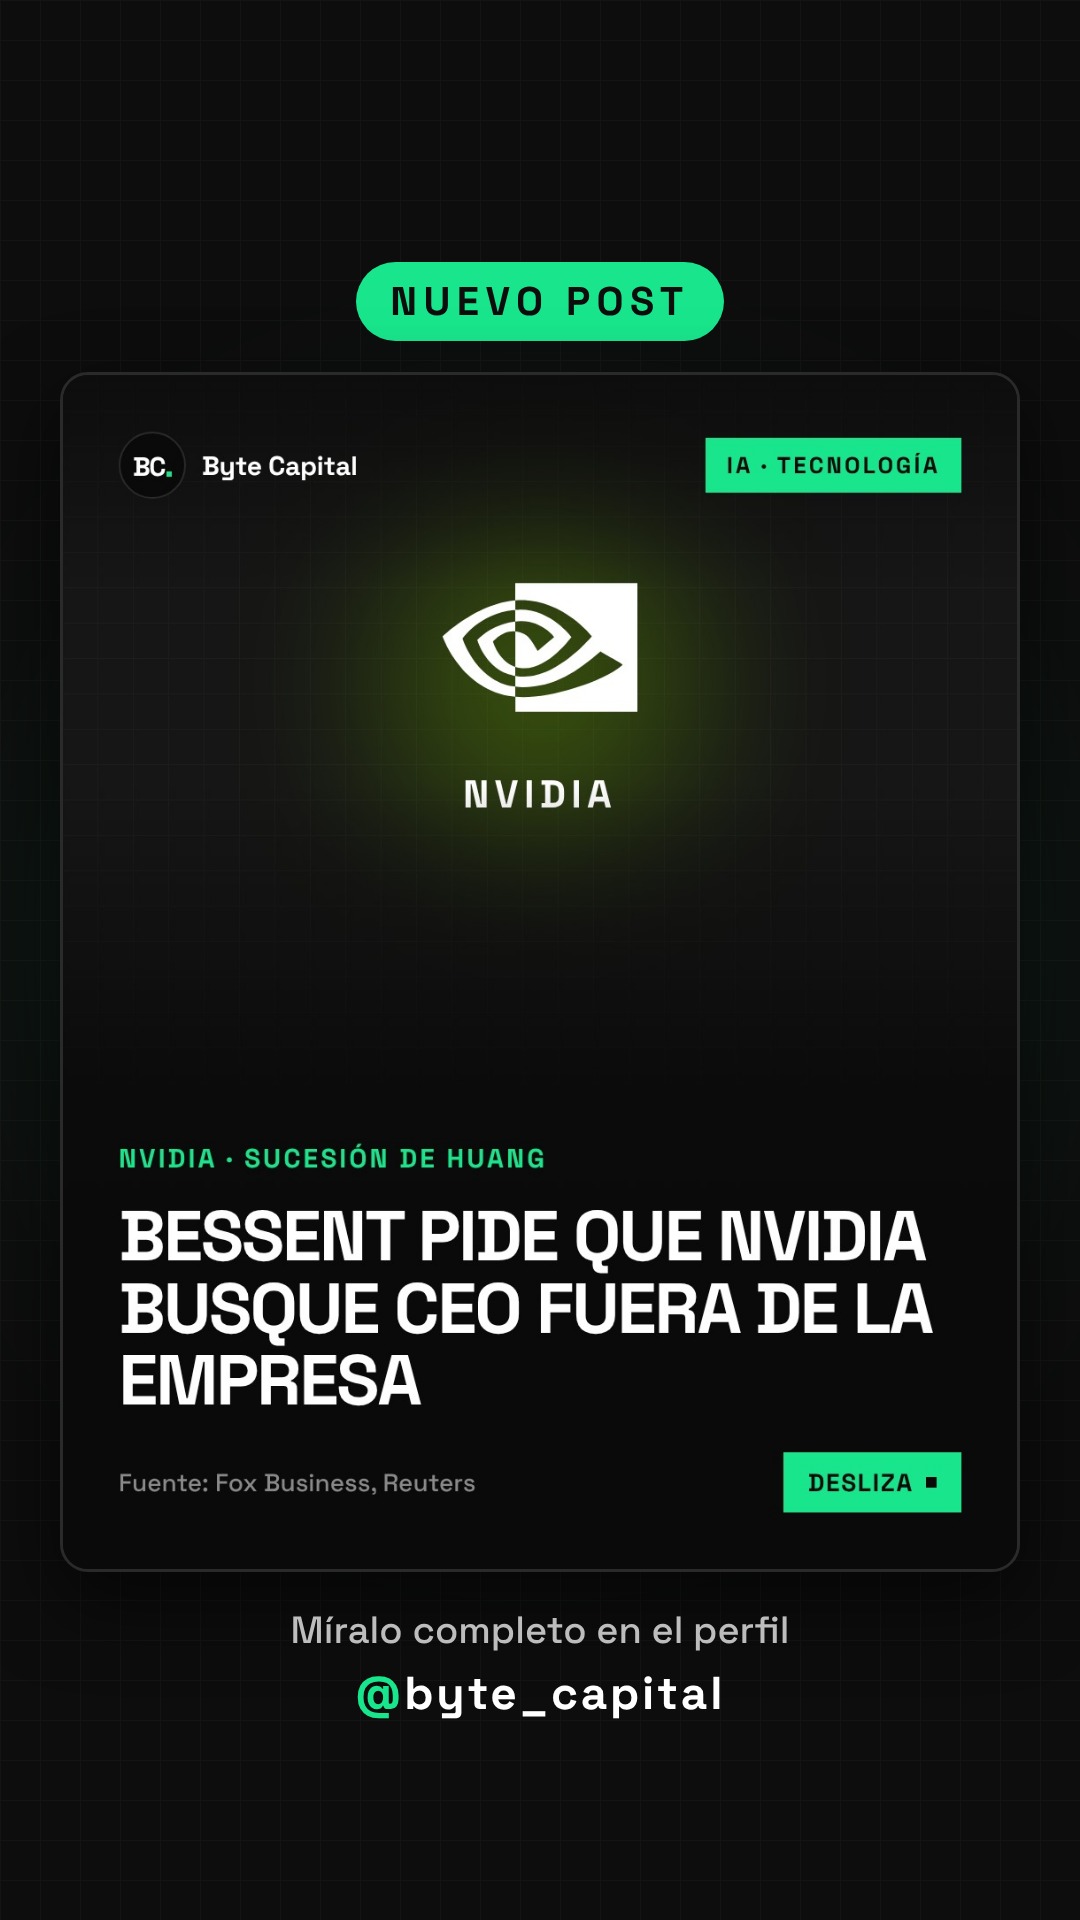 NUEVO POST
BC.
Byte Capital
IA · TECNOLOGÍA
NVIDIA
NVIDIA · SUCESIÓN DE HUANG
BESSENT PIDE QUE NVIDIA
BUSQUE CEO FUERA DE LA
EMPRESA
Fuente: Fox Business, Reuters
DESLIZA
Míralo completo en el perfil
@byte_capital